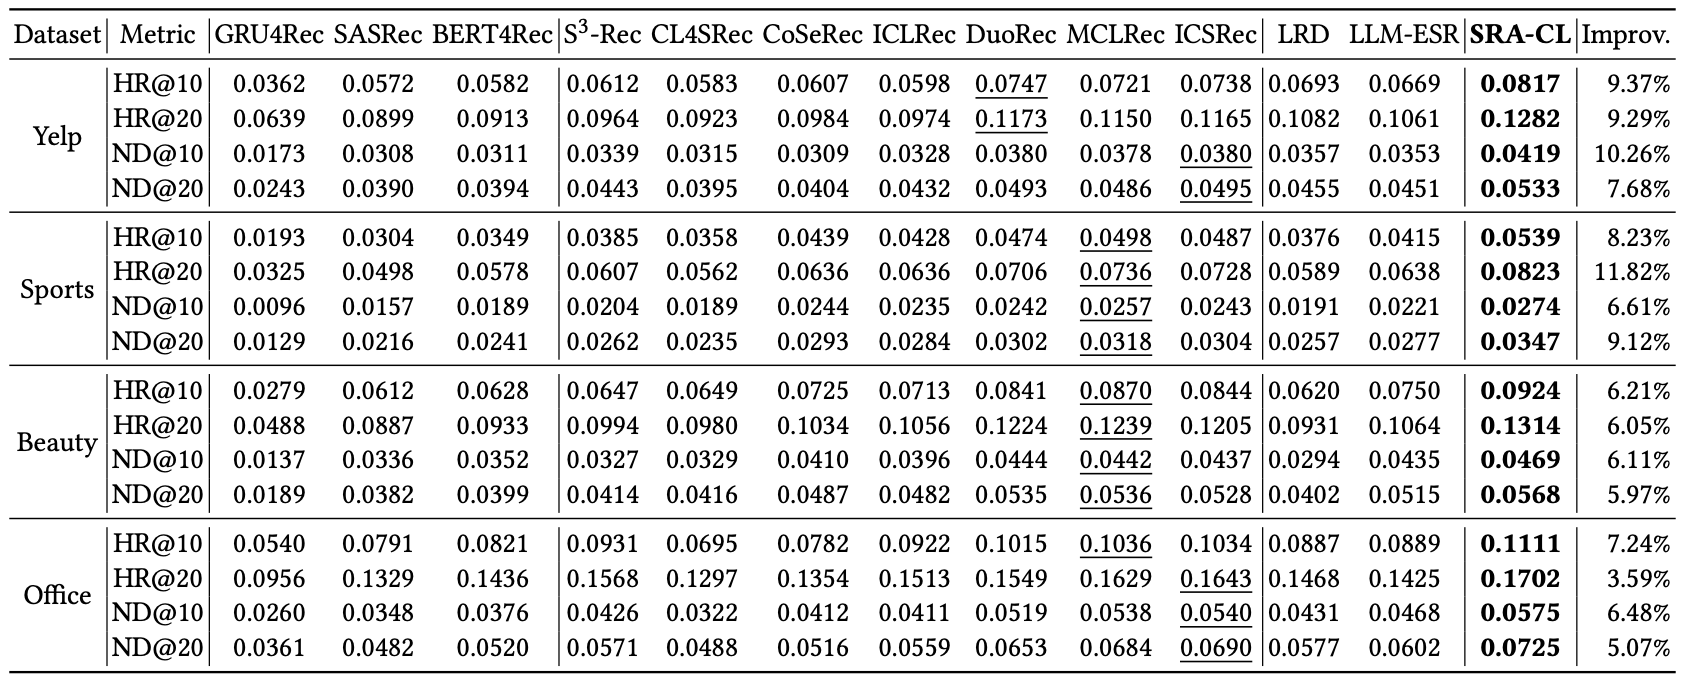 Dataset Metric GRU4Rec SASRec BERT4Rec S³-Rec CL4SRec CoSeRec ICLRec DuoRec MCLRec ICSRec LRD LLM-ESR SRA-CL Improv.
HR@10 0.0362 0.0572 0.0582 0.0612 0.0583 0.0607 0.0598 0.0747 0.0721 0.0738 0.0693 0.0669 0.0817 9.37%
HR@20 0.0639 0.0899 0.0913 0.0964 0.0923 0.0984 0.0974 0.1173 0.1150 0.1165 0.1082 0.1061 0.1282 9.29%
Yelp
ND@10 0.0173 0.0308 0.0311 0.0339 0.0315 0.0309 0.0328 0.0380 0.0378 0.0380 0.0357 0.0353 0.0419 10.26%
ND@20 0.0243 0.0390 0.0394 0.0443 0.0395 0.0404 0.0432 0.0493 0.0486 0.0495 0.0455 0.0451 0.0533 7.68%
HR@10 0.0193 0.0304 0.0349 0.0385 0.0358 0.0439 0.0428 0.0474 0.0498 0.0487 0.0376 0.0415 0.0539 8.23%
HR@20 0.0325 0.0498 0.0578 0.0607 0.0562 0.0636 0.0636 0.0706 0.0736 0.0728 0.0589 0.0638 0.0823 11.82%
Sports
ND@10 0.0096 0.0157 0.0189 0.0204 0.0189 0.0244 0.0235 0.0242 0.0257 0.0243 0.0191 0.0221 0.0274 6.61%
ND@20 0.0129 0.0216 0.0241 0.0262 0.0235 0.0293 0.0284 0.0302 0.0318 0.0304 0.0257 0.0277 0.0347 9.12%
HR@10 0.0279 0.0612 0.0628 0.0647 0.0649 0.0725 0.0713 0.0841 0.0870 0.0844 0.0620 0.0750 0.0924 6.21%
HR@20 0.0488 0.0887 0.0933 0.0994 0.0980 0.1034 0.1056 0.1224 0.1239 0.1205 0.0931 0.1064 0.1314 6.05%
Beauty
ND@10 0.0137 0.0336 0.0352 0.0327 0.0329 0.0410 0.0396 0.0444 0.0442 0.0437 0.0294 0.0435 0.0469 6.11%
ND@20 0.0189 0.0382 0.0399 0.0414 0.0416 0.0487 0.0482 0.0535 0.0536 0.0528 0.0402 0.0515 0.0568 5.97%
HR@10 0.0540 0.0791 0.0821 0.0931 0.0695 0.0782 0.0922 0.1015 0.1036 0.1034 0.0887 0.0889 0.1111 7.24%
HR@20 0.0956 0.1329 0.1436 0.1568 0.1297 0.1354 0.1513 0.1549 0.1629 0.1643 0.1468 0.1425 0.1702 3.59%
Office
ND@10 0.0260 0.0348 0.0376 0.0426 0.0322 0.0412 0.0411 0.0519 0.0538 0.0540 0.0431 0.0468 0.0575 6.48%
ND@20 0.0361 0.0482 0.0520 0.0571 0.0488 0.0516 0.0559 0.0653 0.0684 0.0690 0.0577 0.0602 0.0725 5.07%